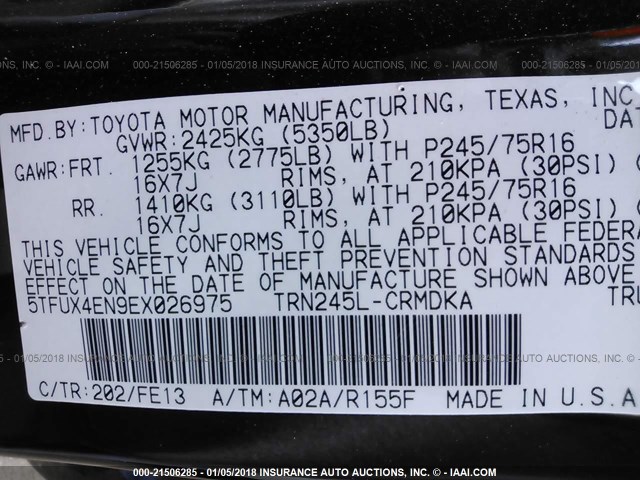 000-21506285 - 01/05/2018 INSURANCE AUTO AUCTIONS - © - IAAI.COM
MFD.BY:TOYOTA MOTOR MANUFACTURING, TEXAS, INC.
GVWR:2425KG (5350LB) DAT
GAWR:FRT. 1255KG (2775LB) WITH P245/75R16
16X7J RIMS, AT 210KPA (30PSI) C
RR. 1410KG (3110LB) WITH P245/75R16
16X7J RIMS, AT 210KPA (30PSI) C
THIS VEHICLE CONFORMS TO ALL APPLICABLE FEDERA
VEHICLE SAFETY AND THEFT PREVENTION STANDARDS
EFFECT ON THE DATE OF MANUFACTURE SHOWN ABOVE.
5TFUX4EN9EX026975 TRN245L-CRMDKA TRU
C/TR:202/FE13 A/TM:A02A/R155F MADE IN U.S.A
000-21506285 - 01/05/2018 INSURANCE AUTO AUCTIONS - © - IAAI.COM